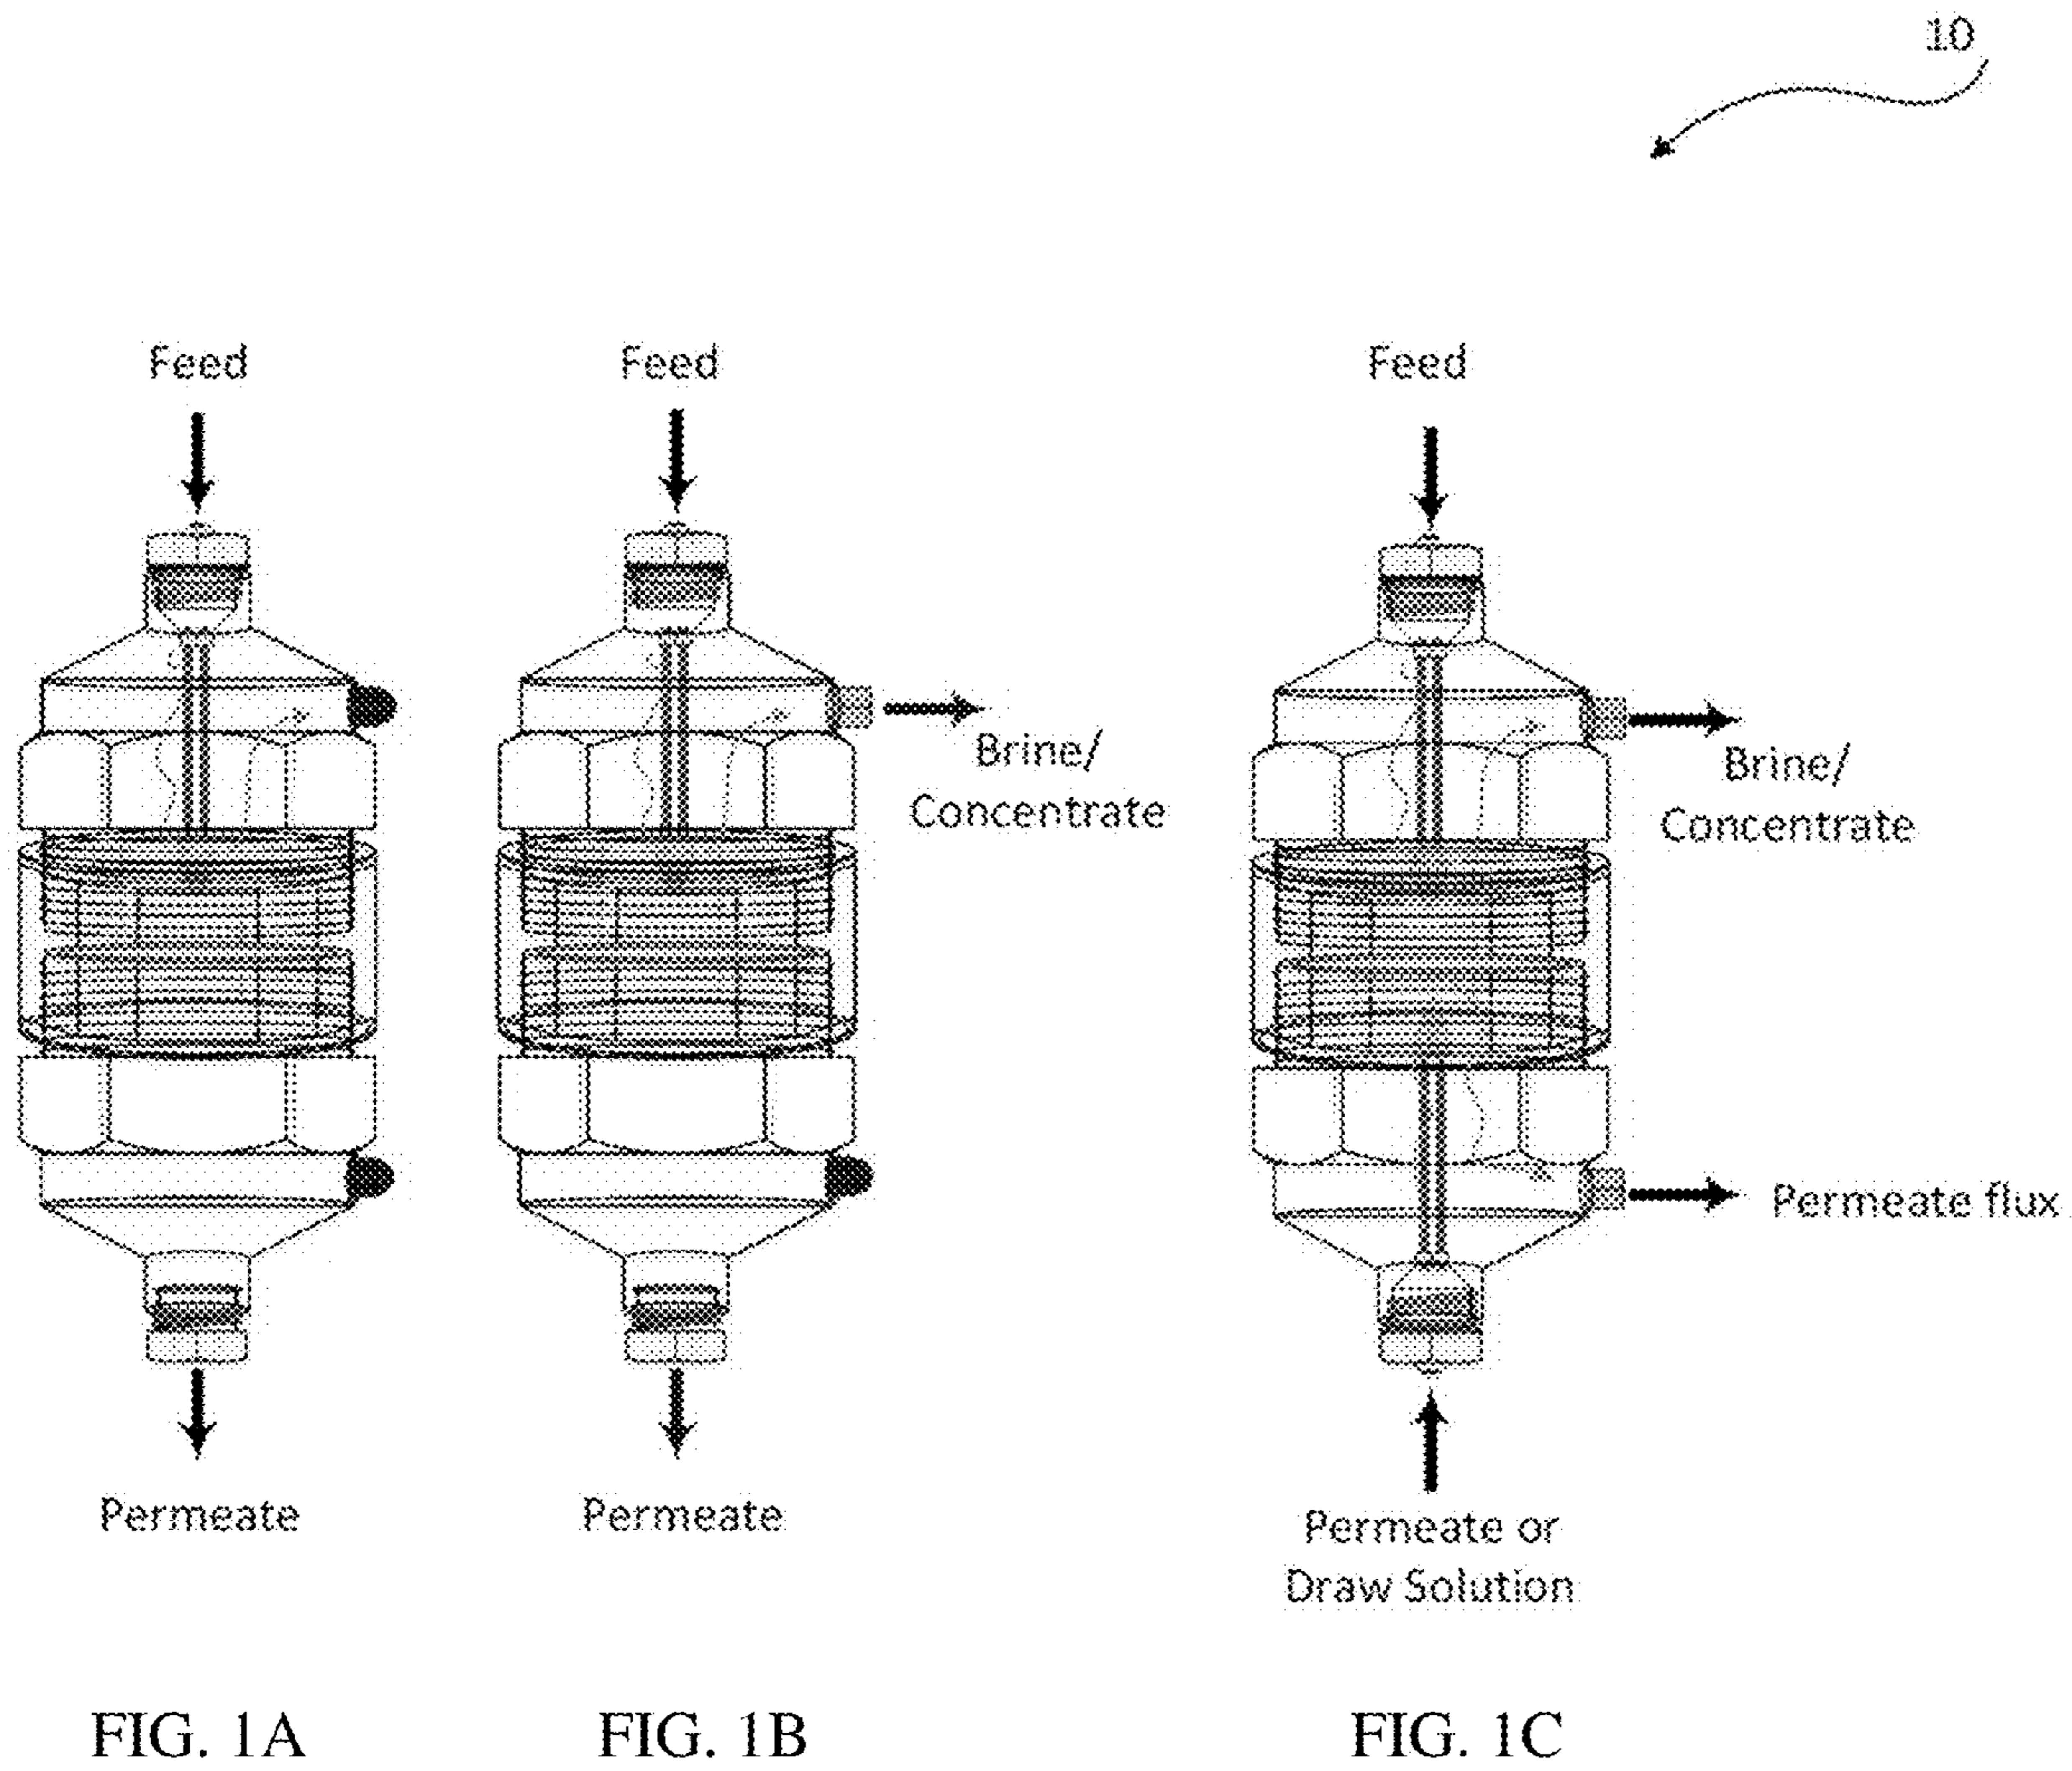 10
Feed
Feed
Feed
Brine/
Concentrate
Brine/
Concentrate
Permeate flux
Permeate
Permeate
Permeate or
Draw Solution
FIG. 1A
FIG. 1B
FIG. 1C